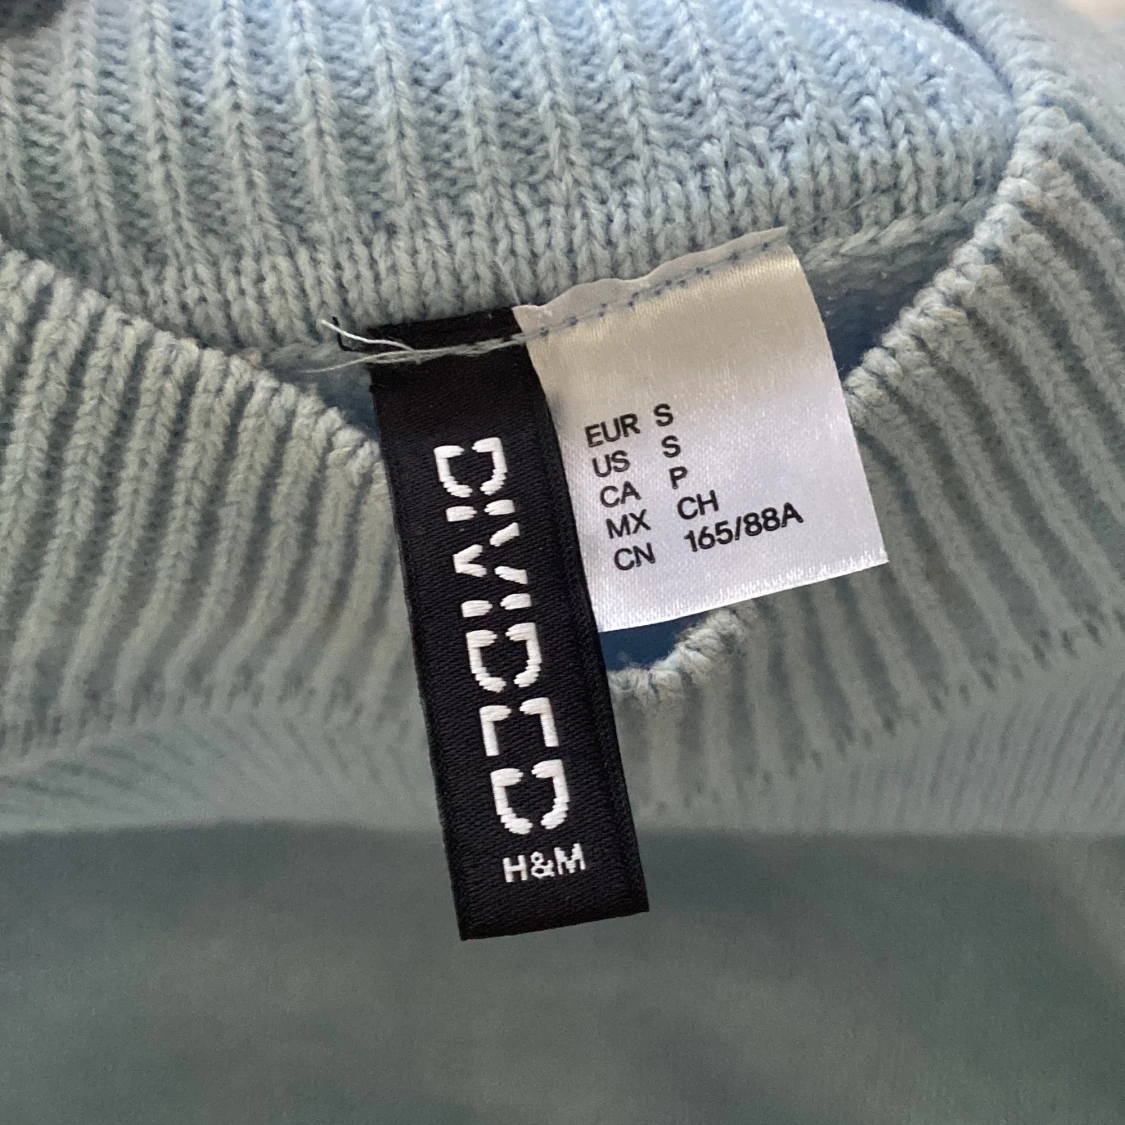 DIVIDED
H&M
EUR S
US S
CA P
MX CH
CN 165/88A